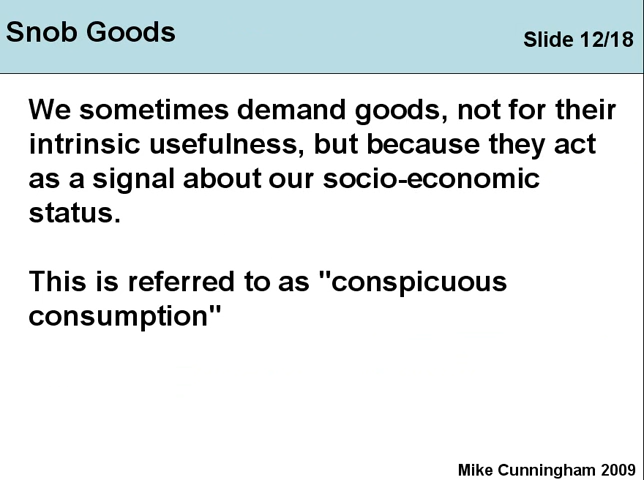 Snob Goods
Slide 12/18
We sometimes demand goods, not for their
intrinsic usefulness, but because they act
as a signal about our socio-economic
status.
This is referred to as "conspicuous
consumption"
Mike Cunningham 2009